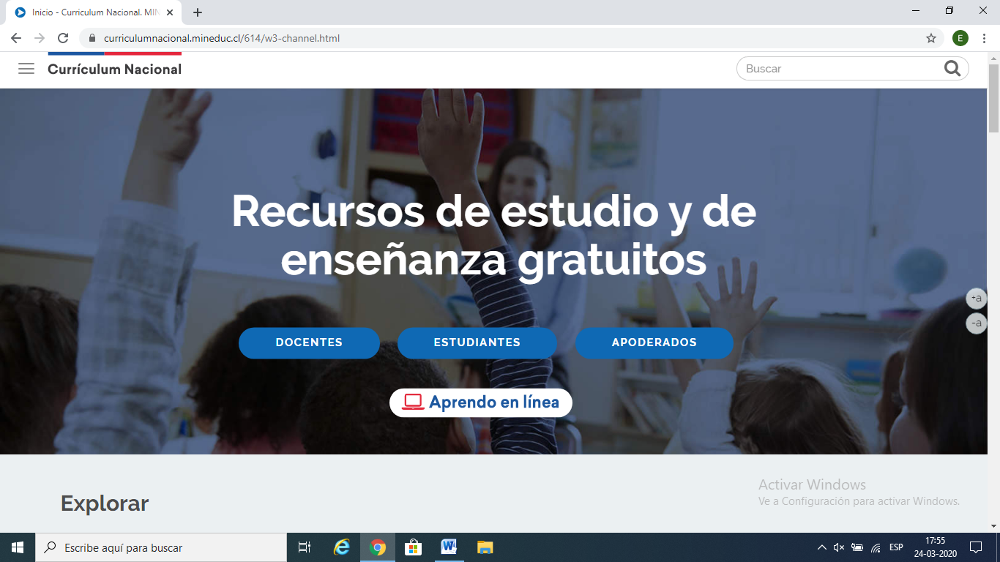 Inicio - Curriculum Nacional. MIN
curriculumnacional.mineduc.cl/614/w3-channel.html
E
Currículum Nacional
Buscar
Recursos de estudio y de
enseñanza gratuitos
+a
-a
DOCENTES ESTUDIANTES APODERADOS
Aprendo en línea
Explorar
Activar Windows
Ve a Configuración para activar Windows.
Escribe aquí para buscar
ESP
17:55
24-03-2020